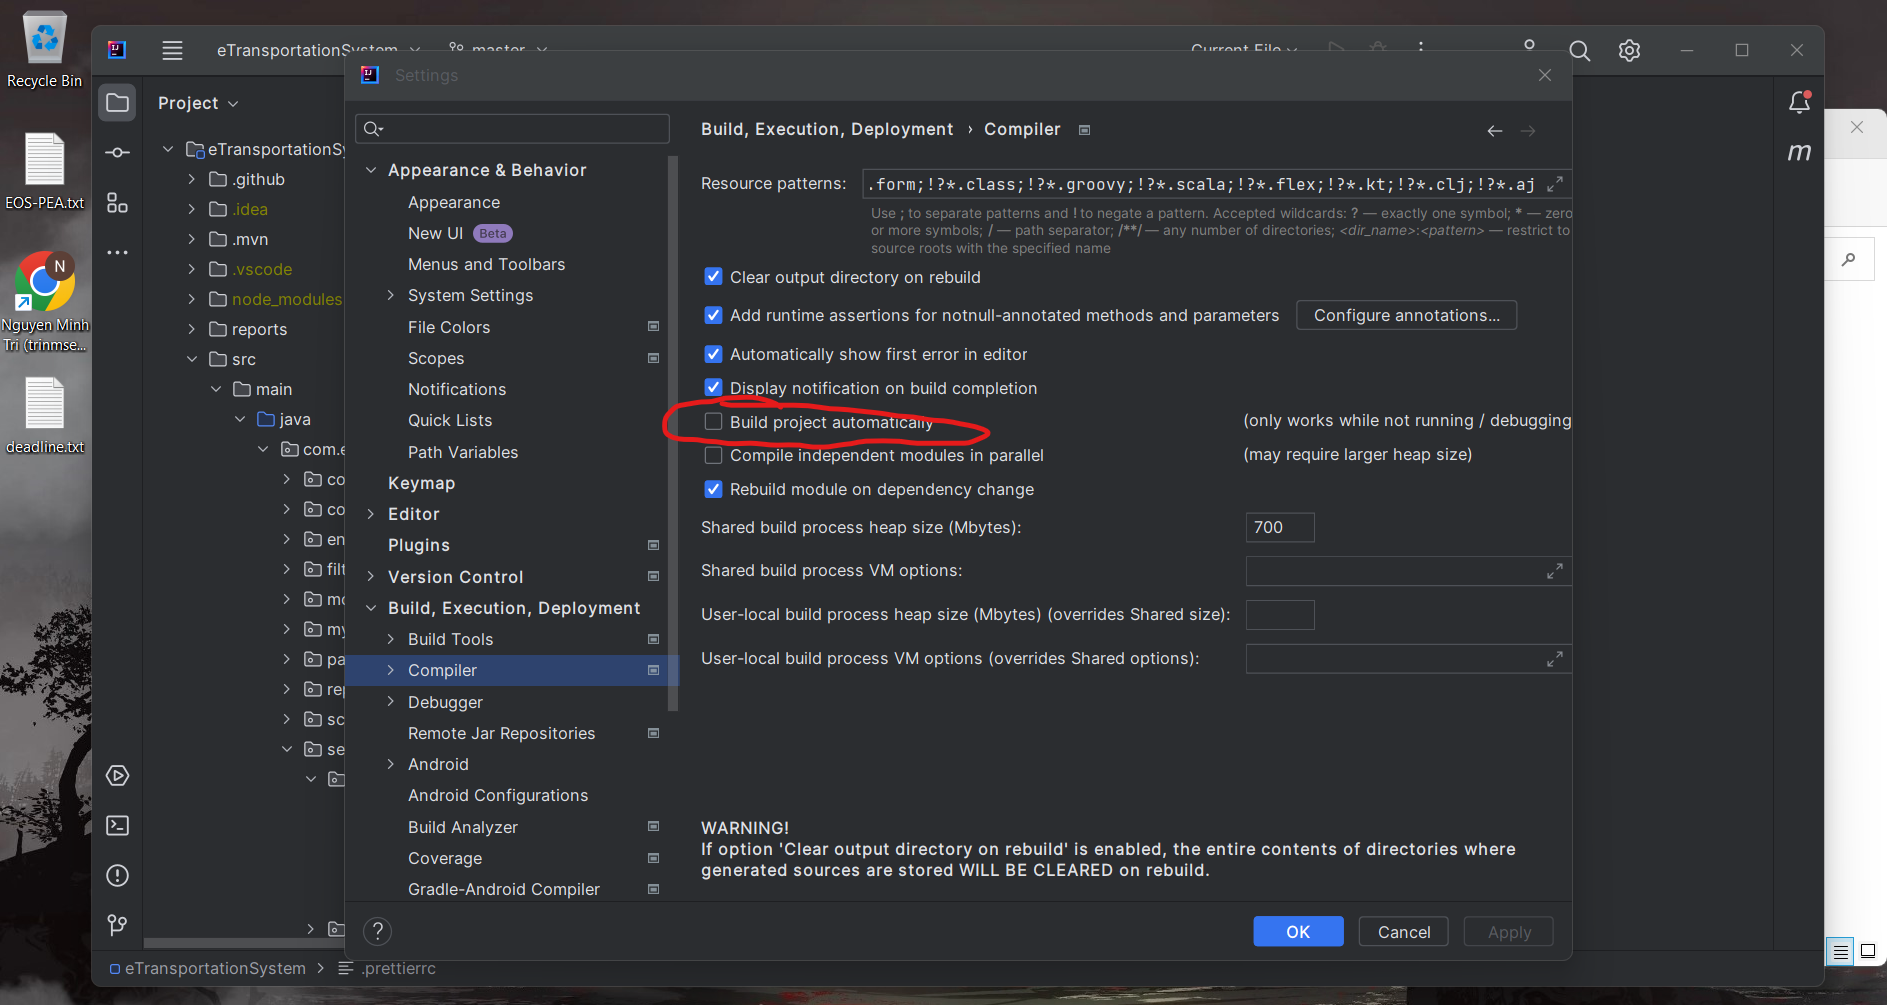 Recycle Bin
EOS-PEA.txt
N
Nguyen Minh
Tri (trinmse...
deadline.txt
eTransportationSystem
master
Current File
Project
eTransportationSy
.github
.idea
.mvn
.vscode
node_modules
reports
src
main
java
com.e
co
co
en
filt
mo
my
pa
rep
sc
se
Settings
Appearance & Behavior
Appearance
New UI Beta
Menus and Toolbars
System Settings
File Colors
Scopes
Notifications
Quick Lists
Path Variables
Keymap
Editor
Plugins
Version Control
Build, Execution, Deployment
Build Tools
Compiler
Debugger
Remote Jar Repositories
Android
Android Configurations
Build Analyzer
Coverage
Gradle-Android Compiler
Build, Execution, Deployment › Compiler
Resource patterns: .form;!?*.class;!?*.groovy;!?*.scala;!?*.flex;!?*.kt;!?*.clj;!?*.aj
Use ; to separate patterns and ! to negate a pattern. Accepted wildcards: ? — exactly one symbol; * — zero
or more symbols; / — path separator; /**/ — any number of directories; <dir_name>:<pattern> — restrict to
source roots with the specified name
Clear output directory on rebuild
Add runtime assertions for notnull-annotated methods and parameters Configure annotations...
Automatically show first error in editor
Display notification on build completion
Build project automatically (only works while not running / debugging
Compile independent modules in parallel (may require larger heap size)
Rebuild module on dependency change
Shared build process heap size (Mbytes): 700
Shared build process VM options:
User-local build process heap size (Mbytes) (overrides Shared size):
User-local build process VM options (overrides Shared options):
WARNING!
If option 'Clear output directory on rebuild' is enabled, the entire contents of directories where
generated sources are stored WILL BE CLEARED on rebuild.
? OK Cancel Apply
m
eTransportationSystem > .prettierrc